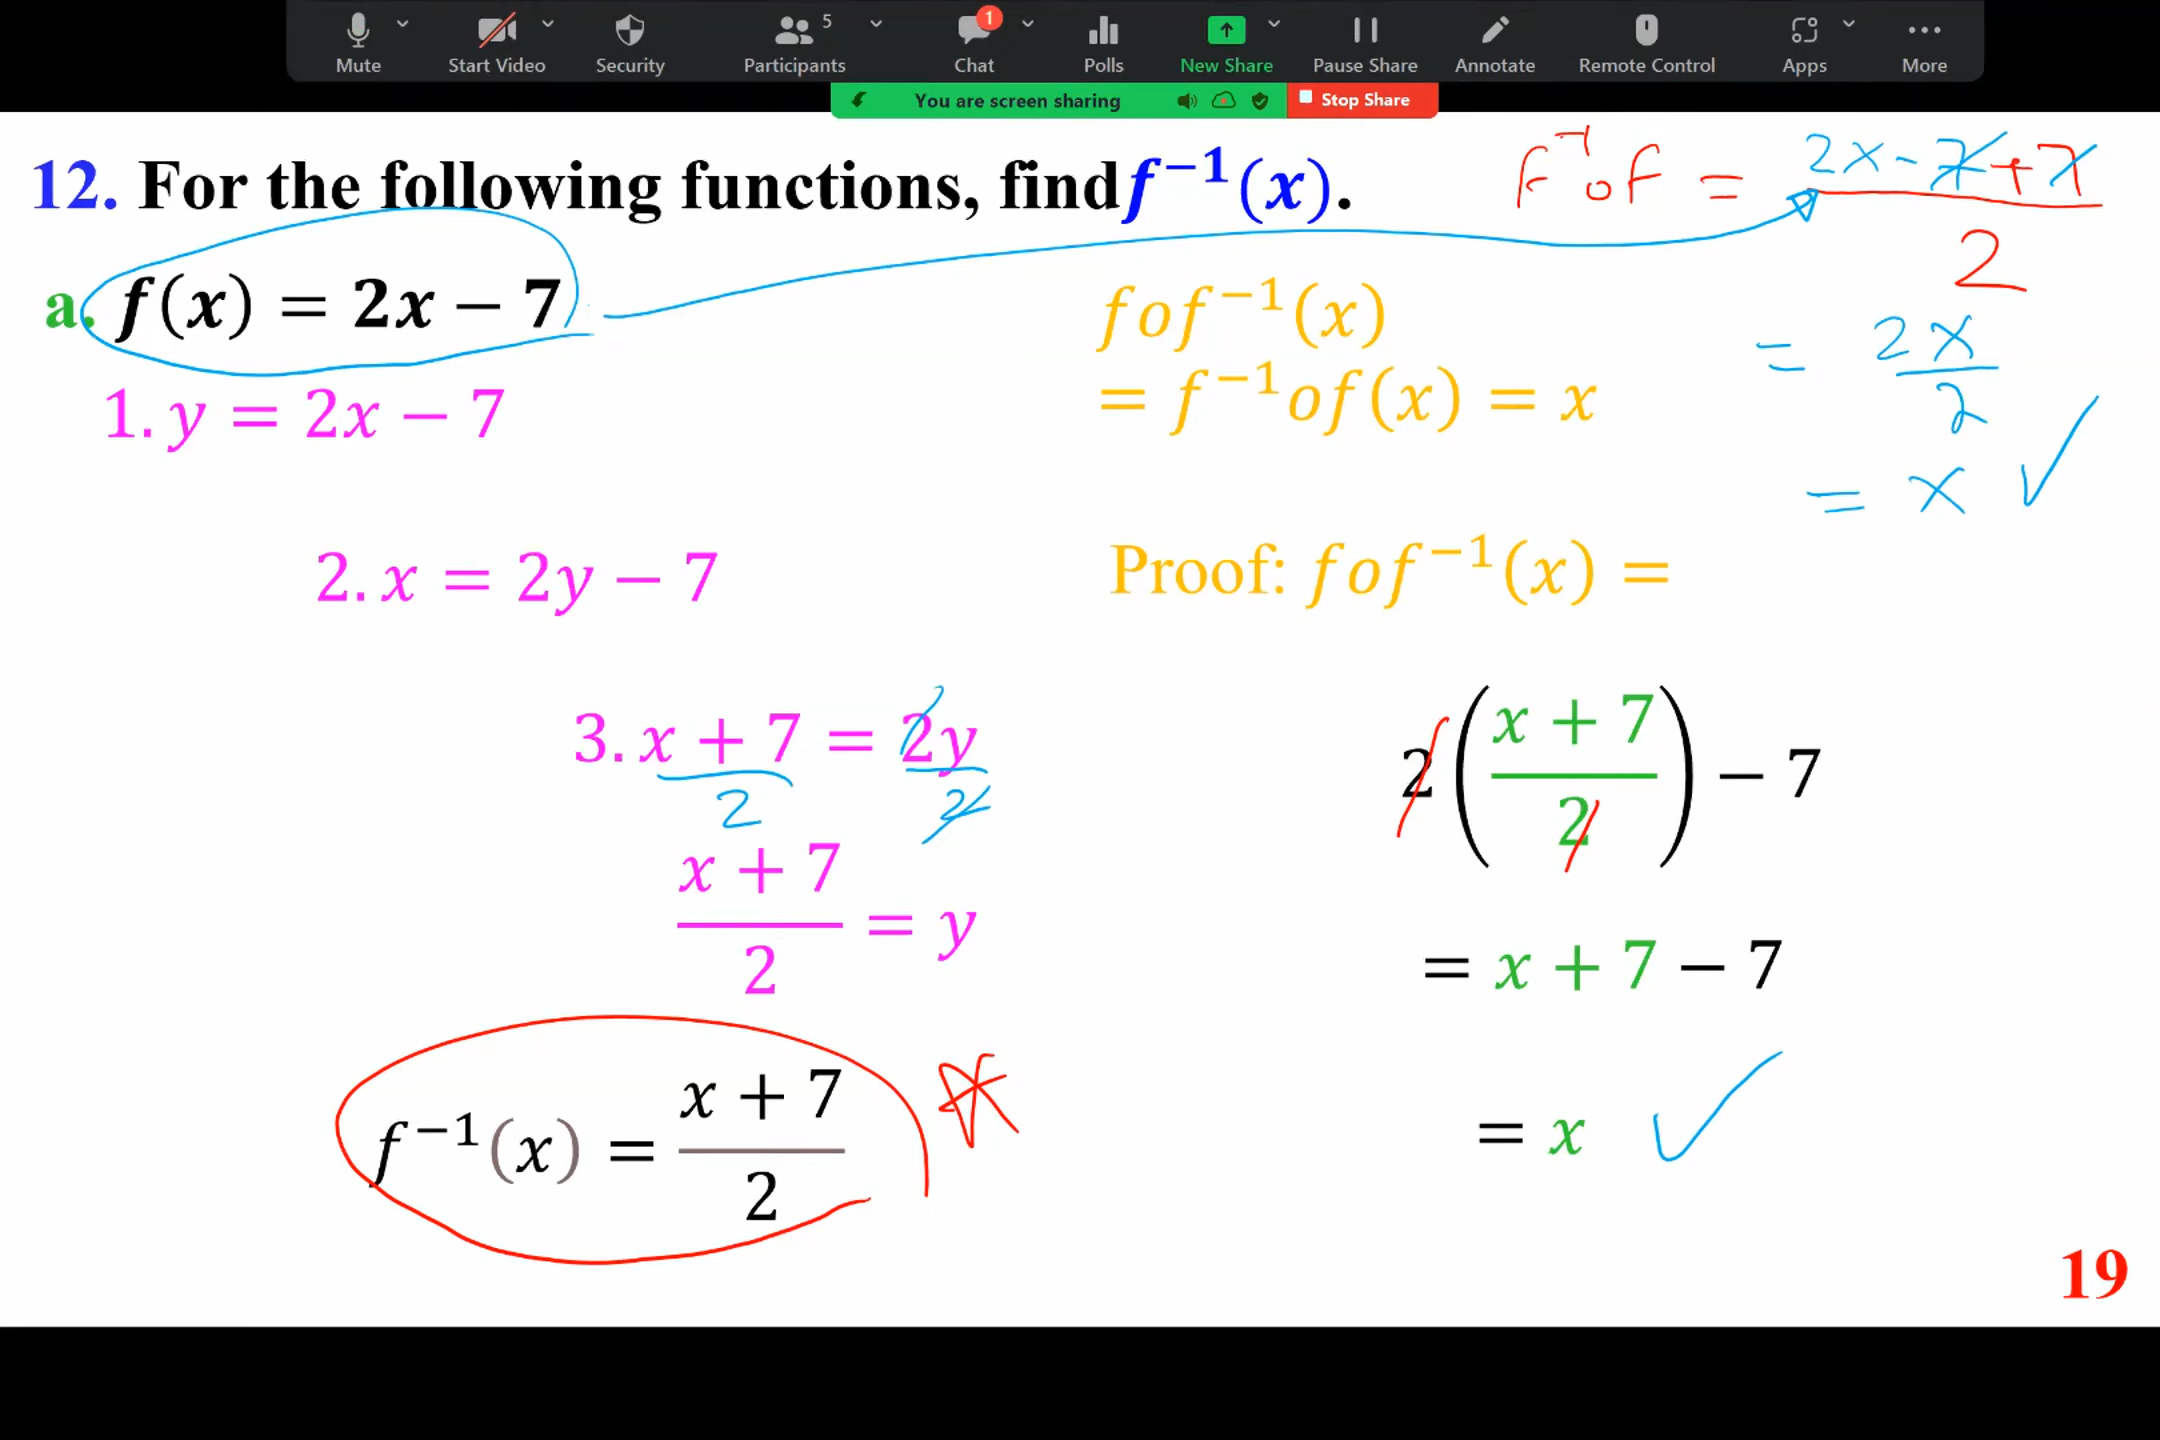 Mute
Start Video
Security
Participants 5
Chat 1
Polls
New Share
Pause Share
Annotate
Remote Control
Apps
More
You are screen sharing
Stop Share
12. For the following functions, find f⁻¹(x).
a. f(x) = 2x − 7
1. y = 2x − 7
2. x = 2y − 7
3. x + 7 = 2y
2 2
(x + 7)/2 = y
f⁻¹(x) = (x + 7)/2
f⁻¹ o f = (2x − 7 + 7)/2
= 2x/2
= x ✓
fof⁻¹(x)
= f⁻¹of(x) = x
Proof: fof⁻¹(x) =
2((x + 7)/2) − 7
= x + 7 − 7
= x ✓
19